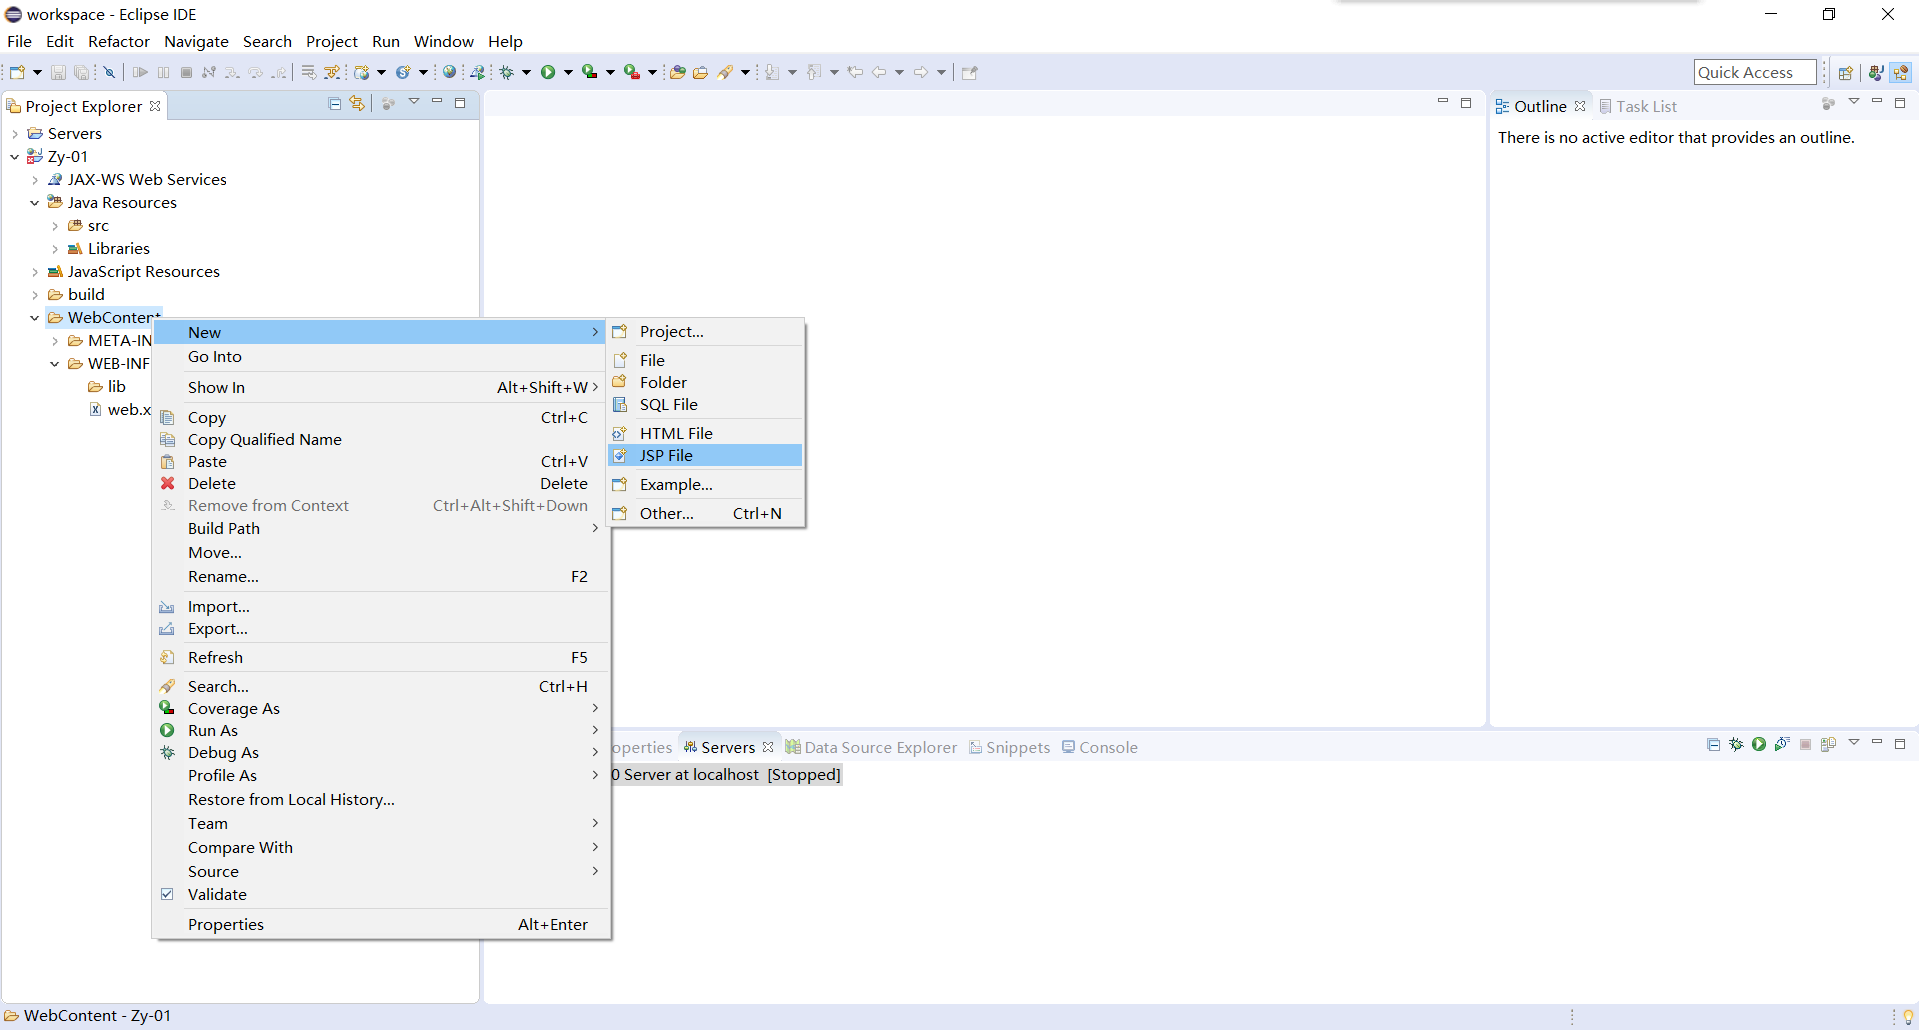 workspace - Eclipse IDE
File Edit Refactor Navigate Search Project Run Window Help
Quick Access
Project Explorer
Servers
Zy-01
JAX-WS Web Services
Java Resources
src
Libraries
JavaScript Resources
build
WebContent
META-IN
WEB-INF
lib
web.x
New
Go Into
Show In Alt+Shift+W
Copy Ctrl+C
Copy Qualified Name
Paste Ctrl+V
Delete Delete
Remove from Context Ctrl+Alt+Shift+Down
Build Path
Move...
Rename... F2
Import...
Export...
Refresh F5
Search... Ctrl+H
Coverage As
Run As
Debug As
Profile As
Restore from Local History...
Team
Compare With
Source
Validate
Properties Alt+Enter
Project...
File
Folder
SQL File
HTML File
JSP File
Example...
Other... Ctrl+N
Outline Task List
There is no active editor that provides an outline.
operties Servers Data Source Explorer Snippets Console
0 Server at localhost [Stopped]
WebContent - Zy-01